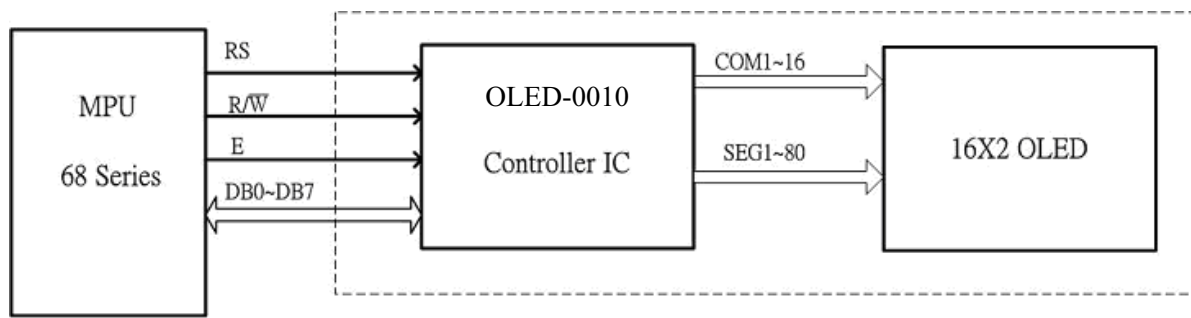 MPU
68 Series
RS
R/W̅
E
DB0~DB7
OLED-0010
Controller IC
COM1~16
SEG1~80
16X2 OLED